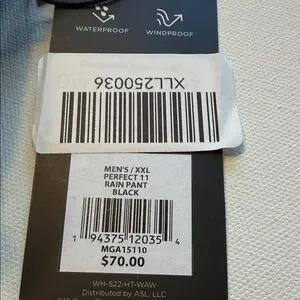 WATERPROOF WINDPROOF
XLL250036
MEN'S / XXL
PERFECT 11
RAIN PANT
BLACK
1 94375 12035 4
MGA15110
$70.00
WH-S22-HT-WAW
Distributed by ASL, LLC